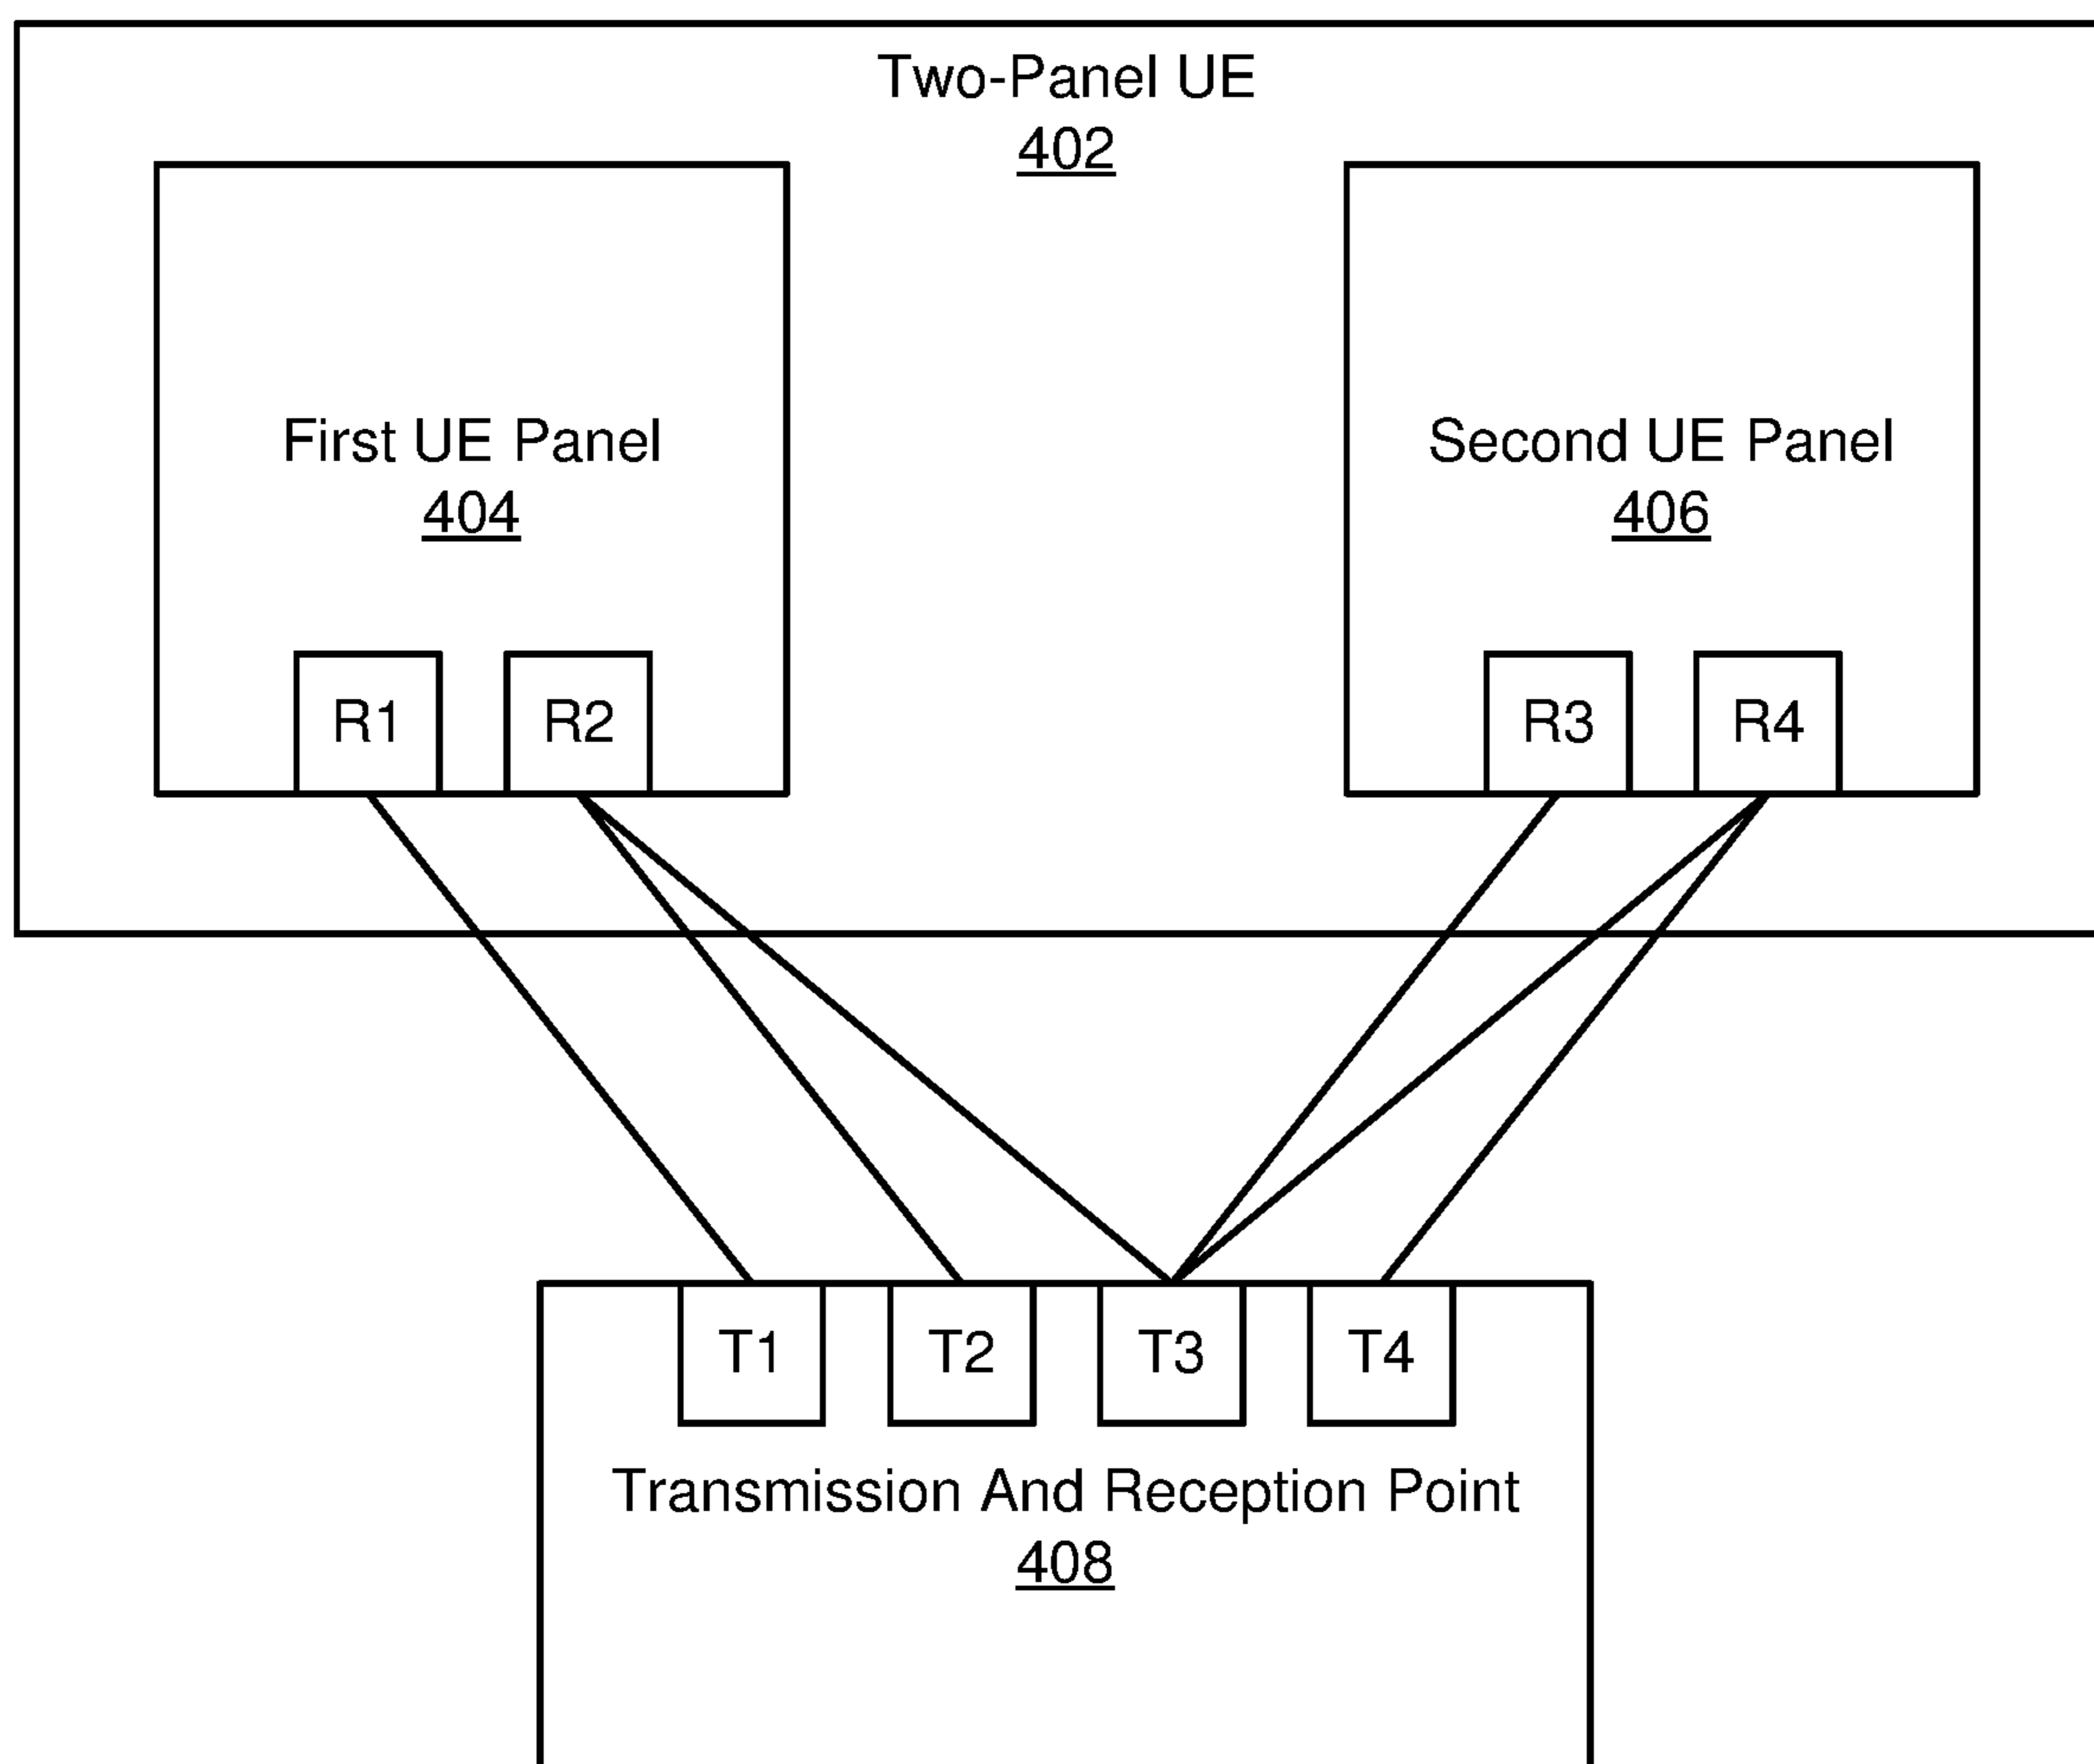 Two-Panel UE
402
First UE Panel
404
Second UE Panel
406
R1 R2
R3 R4
T1 T2 T3 T4
Transmission And Reception Point
408